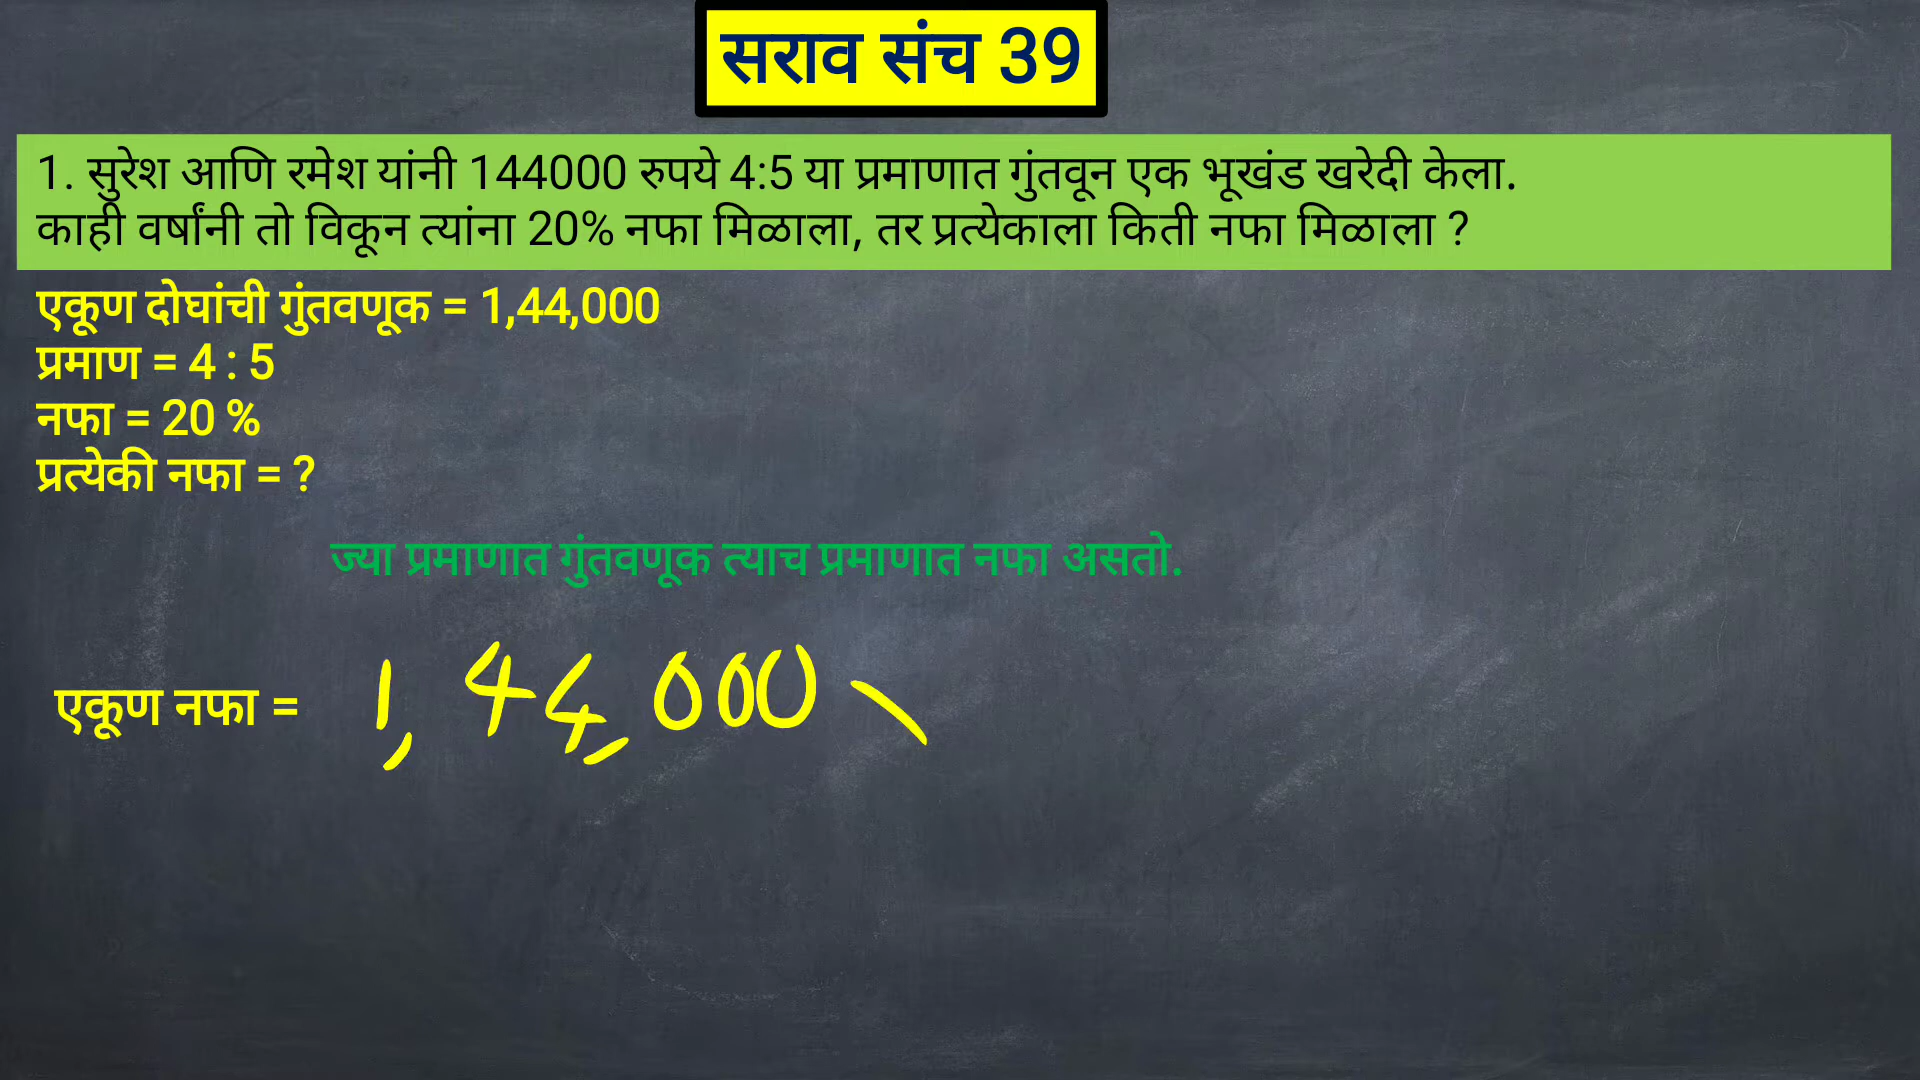 सराव संच 39
1. सुरेश आणि रमेश यांनी 144000 रुपये 4:5 या प्रमाणात गुंतवून एक भूखंड खरेदी केला.
काही वर्षांनी तो विकून त्यांना 20% नफा मिळाला, तर प्रत्येकाला किती नफा मिळाला ?
एकूण दोघांची गुंतवणूक = 1,44,000
प्रमाण = 4 : 5
नफा = 20 %
प्रत्येकी नफा = ?
ज्या प्रमाणात गुंतवणूक त्याच प्रमाणात नफा असतो.
एकूण नफा = 1,44,000 \